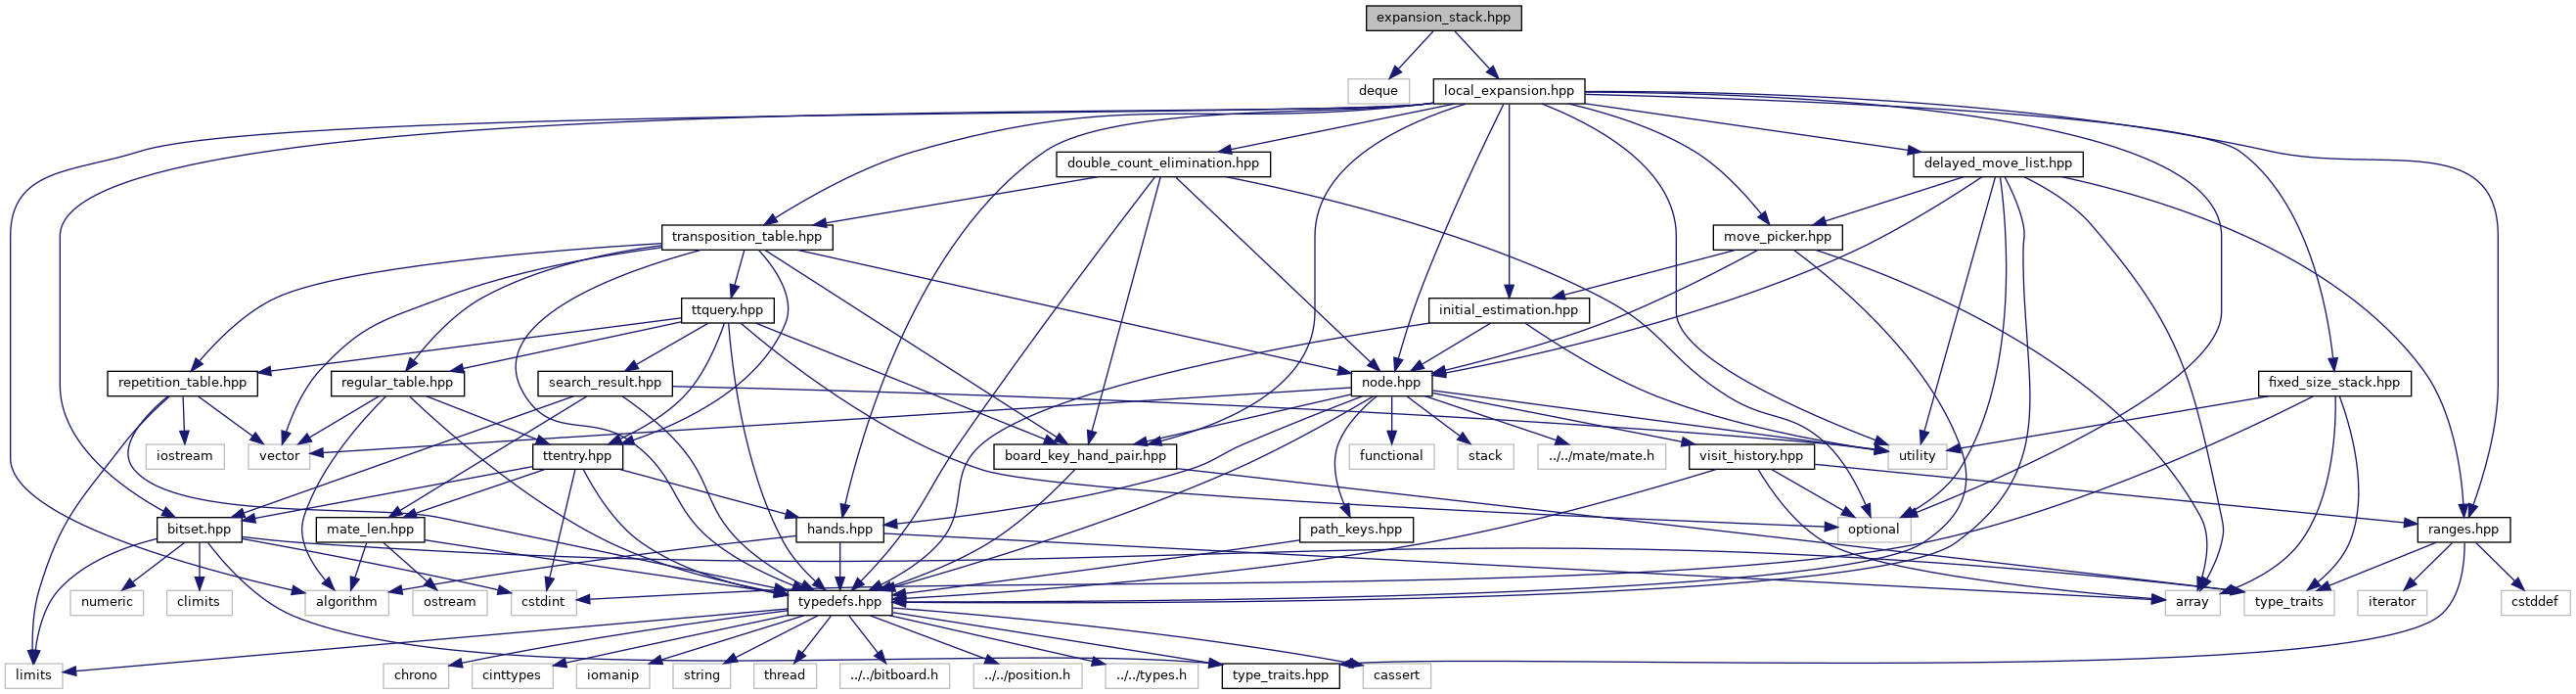 expansion_stack.hpp
deque
local_expansion.hpp
double_count_elimination.hpp
delayed_move_list.hpp
transposition_table.hpp
move_picker.hpp
ttquery.hpp
initial_estimation.hpp
repetition_table.hpp
regular_table.hpp
search_result.hpp
node.hpp
fixed_size_stack.hpp
iostream
vector
ttentry.hpp
board_key_hand_pair.hpp
functional
stack
../../mate/mate.h
visit_history.hpp
utility
bitset.hpp
mate_len.hpp
hands.hpp
path_keys.hpp
optional
ranges.hpp
numeric
climits
algorithm
ostream
cstdint
typedefs.hpp
array
type_traits
iterator
cstddef
limits
chrono
cinttypes
iomanip
string
thread
../../bitboard.h
../../position.h
../../types.h
type_traits.hpp
cassert